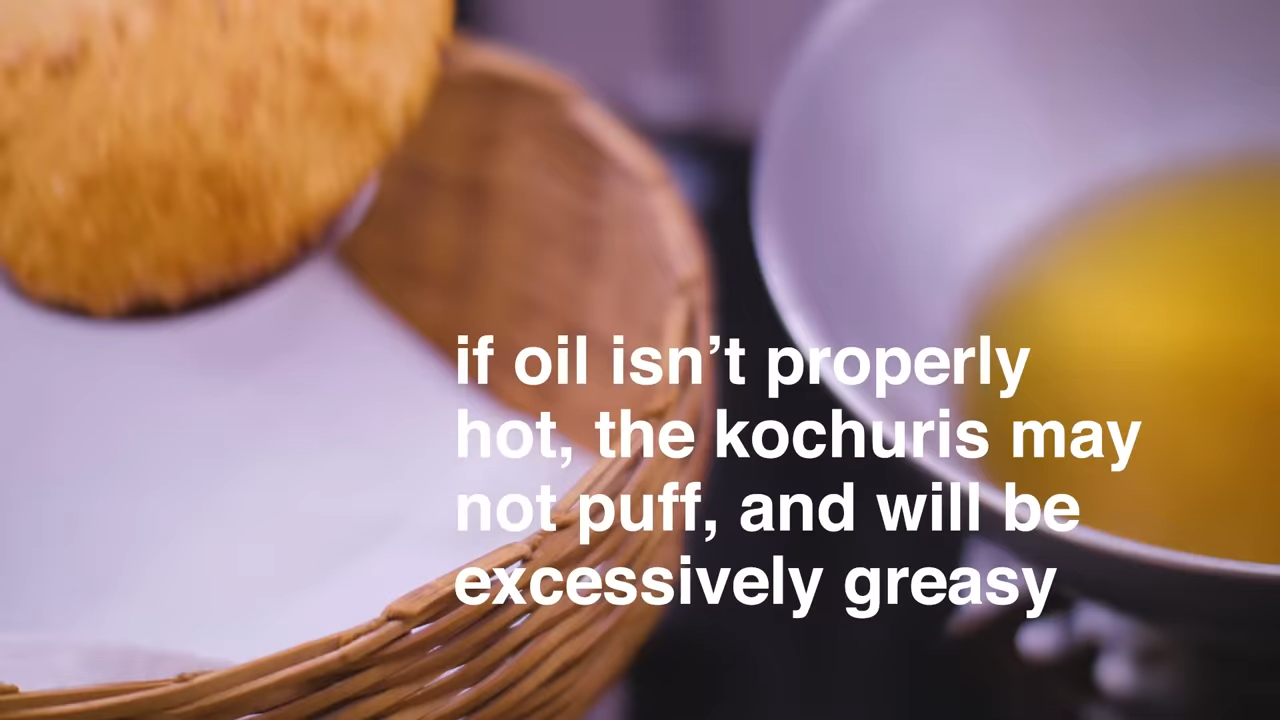 if oil isn’t properly
hot, the kochuris may
not puff, and will be
excessively greasy